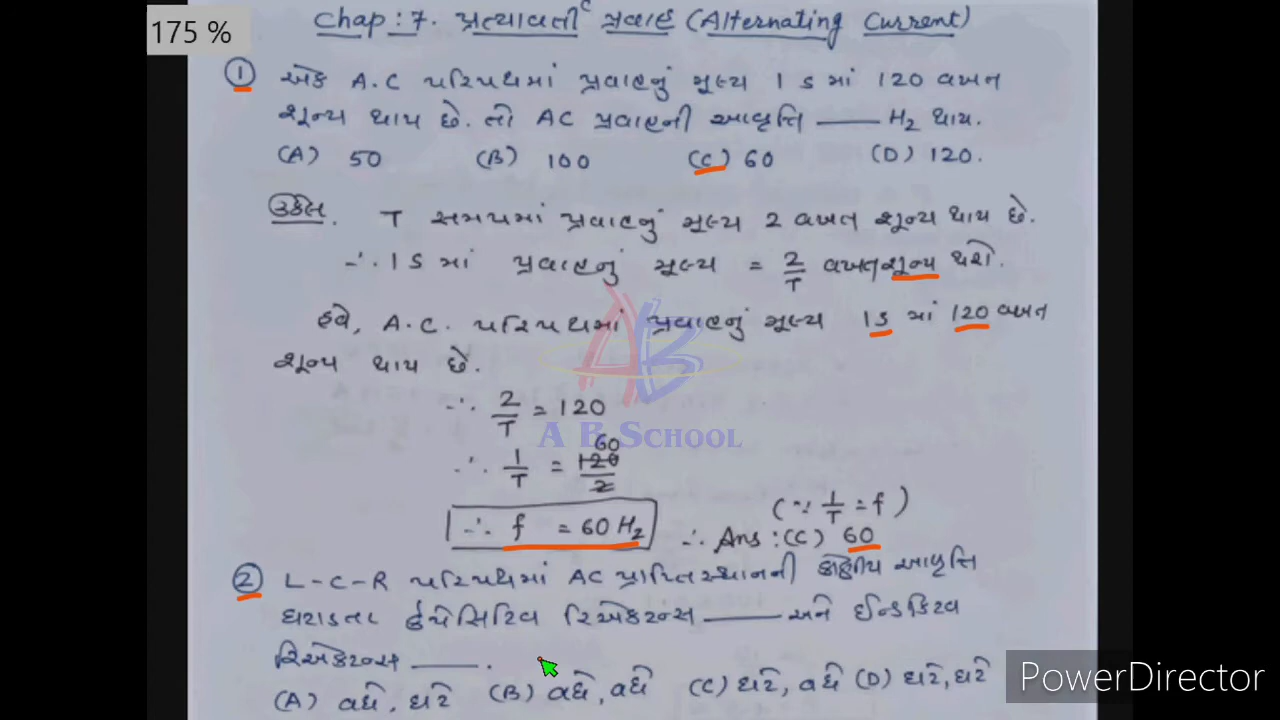 175 %
Chap : 7. પ્રત્યાવર્તી પ્રવાહ (Alternating Current)
① એક A.C પરિપથમાં પ્રવાહનું મૂલ્ય 1 s માં 120 વખત
શૂન્ય થાય છે. તો AC પ્રવાહની આવૃત્તિ ___ Hz થાય.
(A) 50 (B) 100 (C) 60 (D) 120.
ઉકેલ. T સમયમાં પ્રવાહનું મૂલ્ય 2 વખત શૂન્ય થાય છે.
∴ 1 s માં પ્રવાહનું મૂલ્ય = 2/T વખત શૂન્ય થશે.
હવે, A.C. પરિપથમાં પ્રવાહનું મૂલ્ય 1s માં 120 વખત
શૂન્ય થાય છે.
∴ 2/T = 120
A B SCHOOL
∴ 1/T = 120/2 60
(∵ 1/T = f)
∴ f = 60 Hz ∴ Ans : (C) 60
② L-C-R પરિપથમાં AC પ્રાપ્તિસ્થાનની કોણીય આવૃત્તિ
ઘટાડતાં કેપેસિટિવ રિએક્ટન્સ ___ અને ઈન્ડક્ટિવ
રિએક્ટન્સ ___.
(A) વધે, ઘટે (B) વધે, વધે (C) ઘટે, વધે (D) ઘટે, ઘટે
PowerDirector